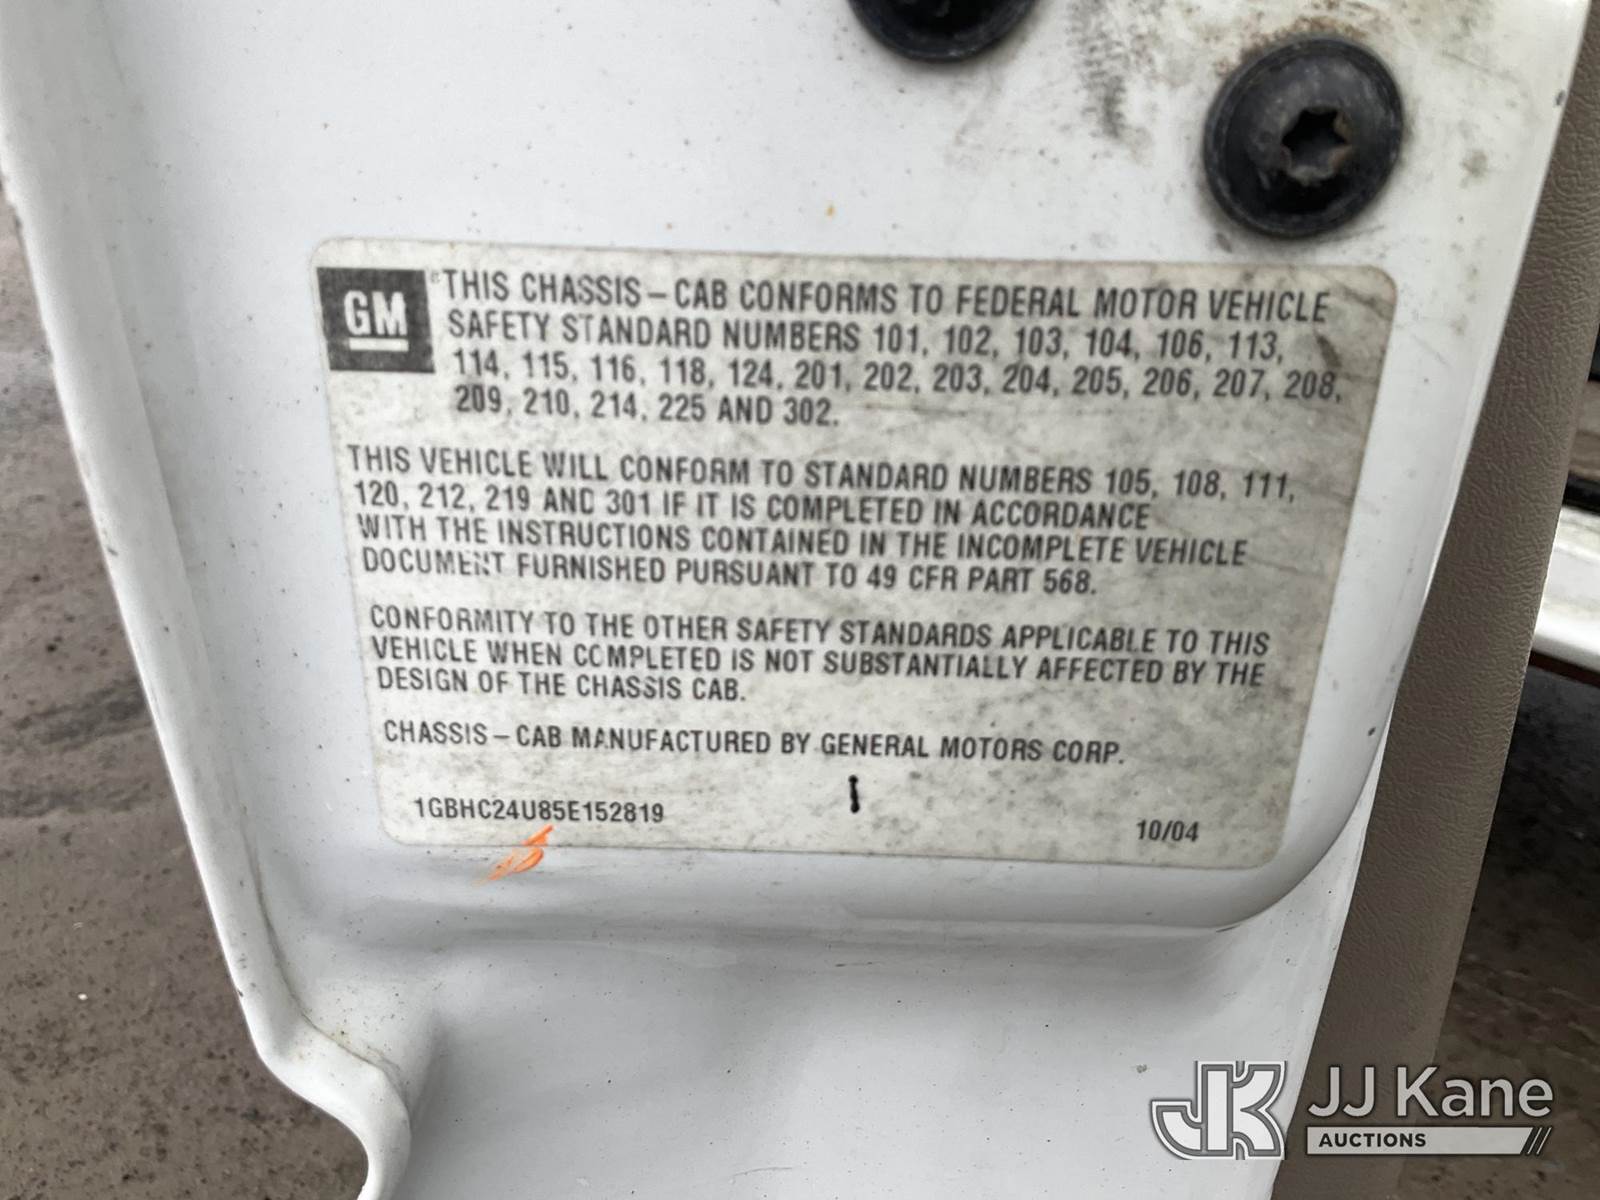 GM
THIS CHASSIS–CAB CONFORMS TO FEDERAL MOTOR VEHICLE
SAFETY STANDARD NUMBERS 101, 102, 103, 104, 106, 113,
114, 115, 116, 118, 124, 201, 202, 203, 204, 205, 206, 207, 208,
209, 210, 214, 225 AND 302.
THIS VEHICLE WILL CONFORM TO STANDARD NUMBERS 105, 108, 111,
120, 212, 219 AND 301 IF IT IS COMPLETED IN ACCORDANCE
WITH THE INSTRUCTIONS CONTAINED IN THE INCOMPLETE VEHICLE
DOCUMENT FURNISHED PURSUANT TO 49 CFR PART 568.
CONFORMITY TO THE OTHER SAFETY STANDARDS APPLICABLE TO THIS
VEHICLE WHEN COMPLETED IS NOT SUBSTANTIALLY AFFECTED BY THE
DESIGN OF THE CHASSIS CAB.
CHASSIS–CAB MANUFACTURED BY GENERAL MOTORS CORP.
1GBHC24U85E152819
10/04
JK JJ Kane
AUCTIONS